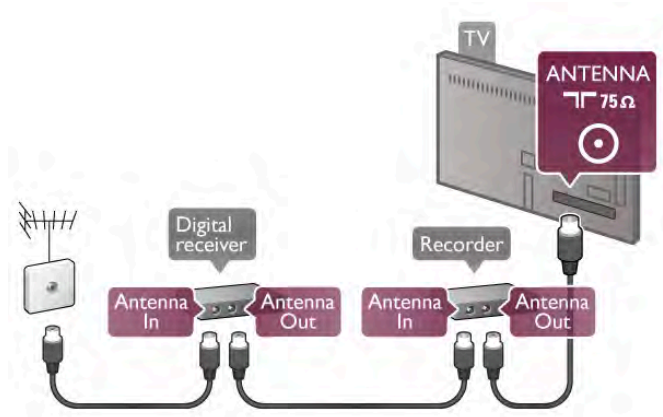 TV
ANTENNA
75Ω
Digital
receiver
Recorder
Antenna
In
Antenna
Out
Antenna
In
Antenna
Out